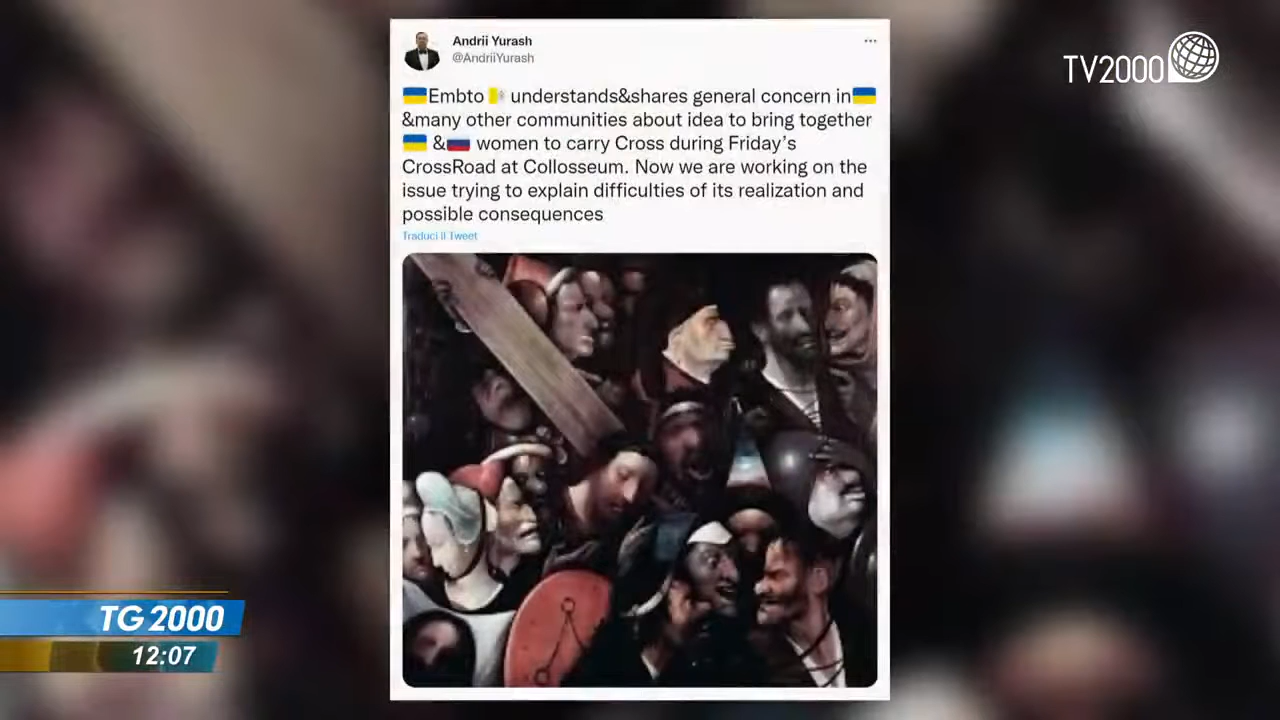 Andrii Yurash
@AndriiYurash
🇺🇦Embto 🇻🇦 understands&shares general concern in🇺🇦
&many other communities about idea to bring together
🇺🇦 &🇷🇺 women to carry Cross during Friday's
CrossRoad at Collosseum. Now we are working on the
issue trying to explain difficulties of its realization and
possible consequences
Traduci il Tweet
TV2000
TG 2000
12:07